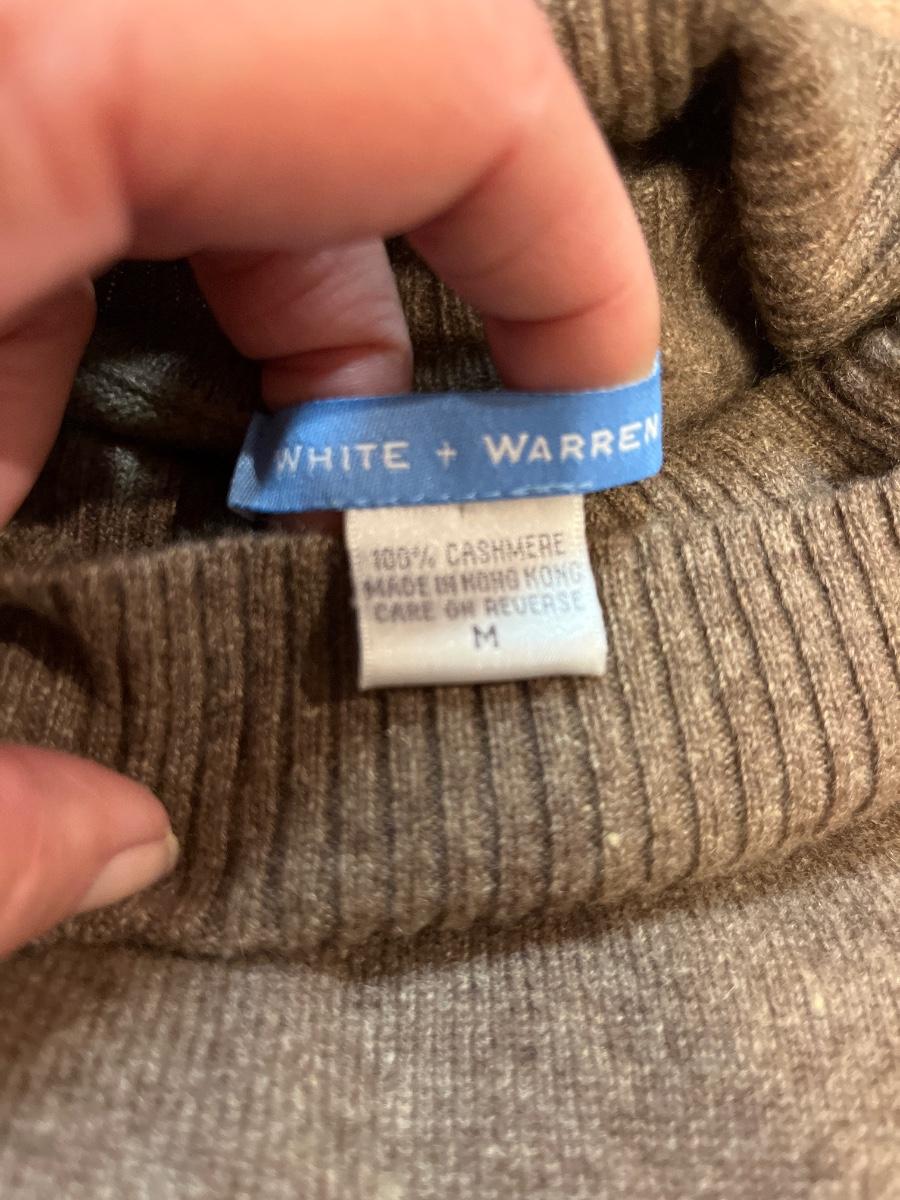 WHITE + WARREN
100% CASHMERE
MADE IN HONG KONG
CARE ON REVERSE
M